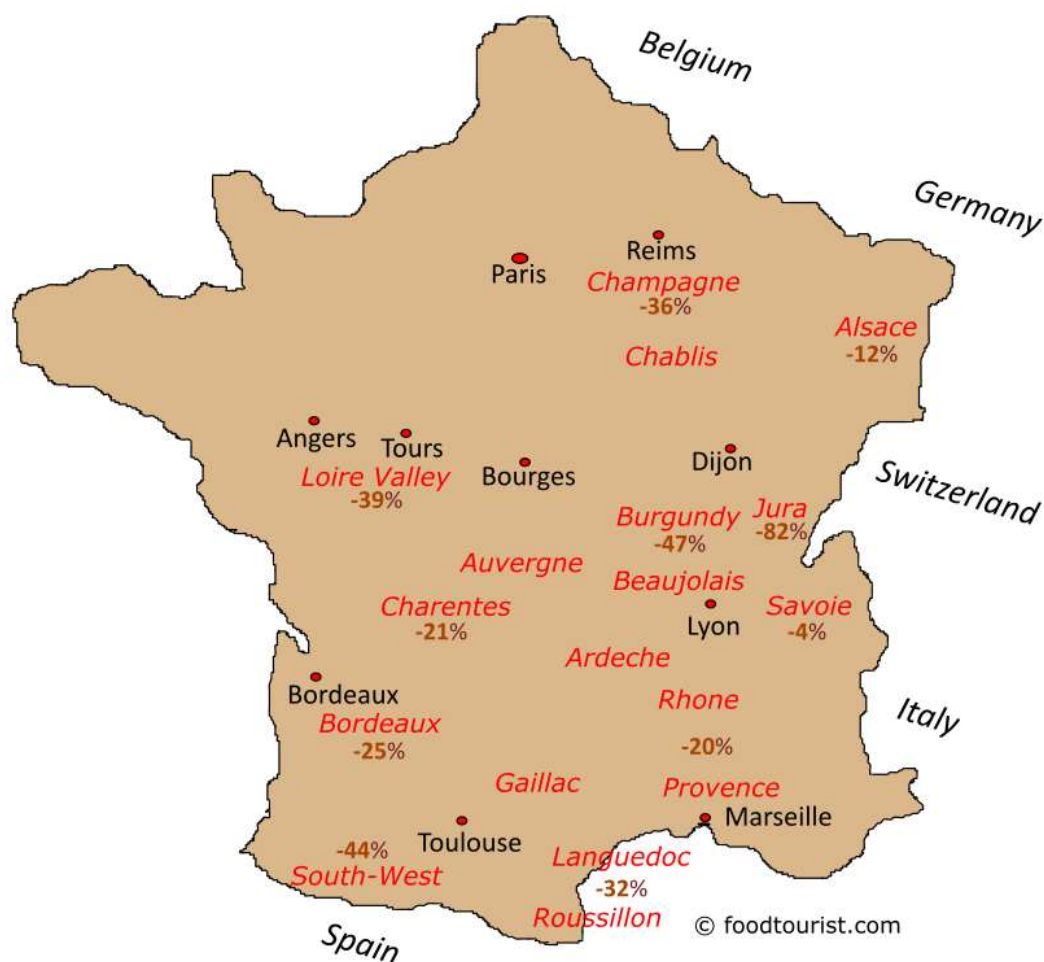 Belgium
Germany
Reims
Paris
Champagne
-36%
Alsace
-12%
Chablis
Angers
Tours
Loire Valley
-39%
Bourges
Dijon
Switzerland
Burgundy
-47%
Jura
-82%
Auvergne
Beaujolais
Charentes
-21%
Lyon
Savoie
-4%
Ardeche
Bordeaux
Bordeaux
-25%
Rhone
-20%
Italy
Gaillac
Provence
Marseille
Toulouse
-44%
South-West
Languedoc
-32%
Roussillon
© foodtourist.com
Spain